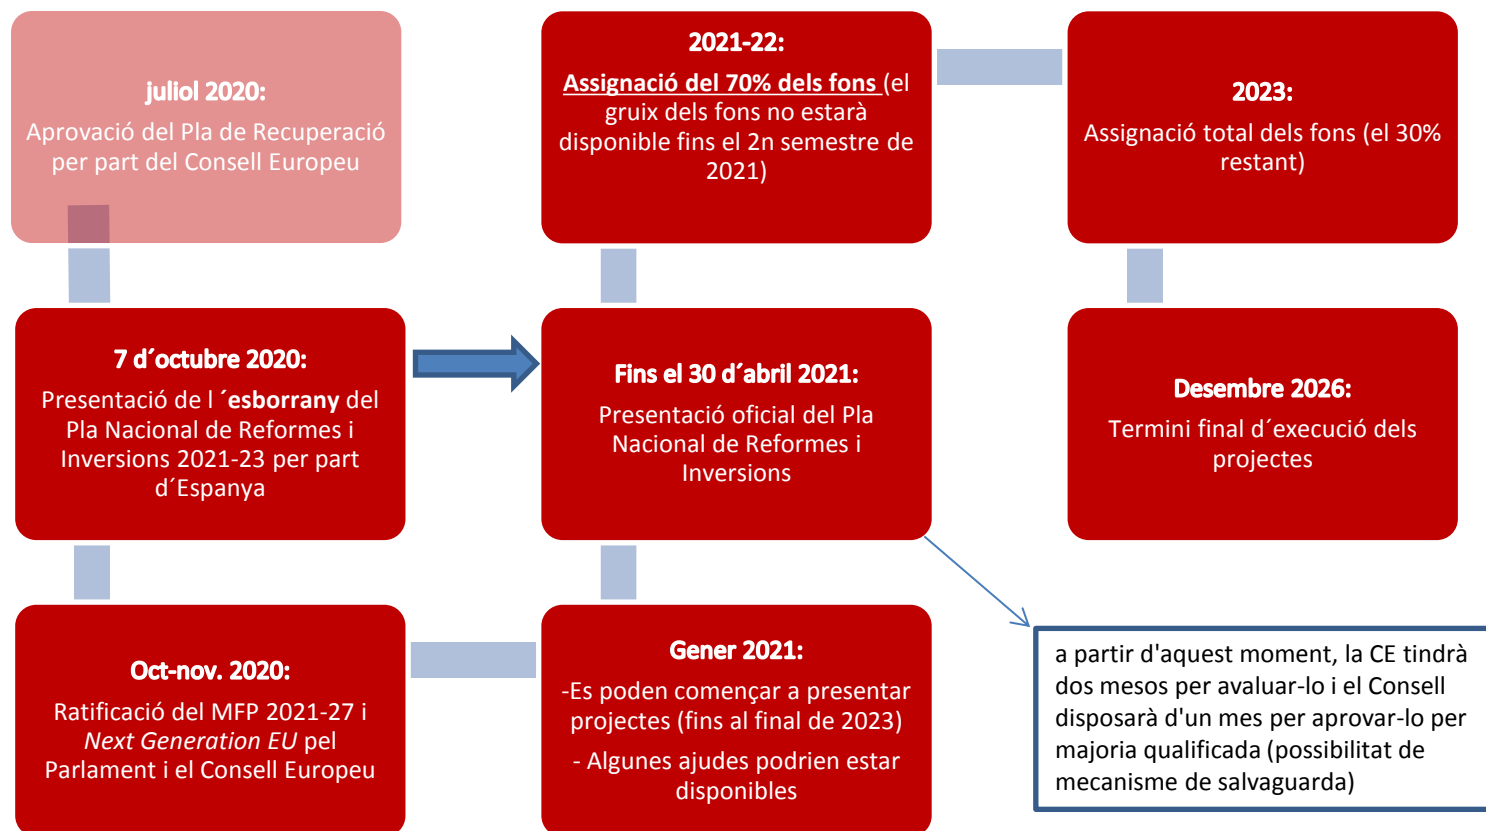 juliol 2020:
Aprovació del Pla de Recuperació
per part del Consell Europeu
7 d´octubre 2020:
Presentació de l ´esborrany del
Pla Nacional de Reformes i
Inversions 2021-23 per part
d´Espanya
Oct-nov. 2020:
Ratificació del MFP 2021-27 i
Next Generation EU pel
Parlament i el Consell Europeu
Gener 2021:
-Es poden començar a presentar
projectes (fins al final de 2023)
- Algunes ajudes podrien estar
disponibles
Fins el 30 d´abril 2021:
Presentació oficial del Pla
Nacional de Reformes i
Inversions
a partir d'aquest moment, la CE tindrà
dos mesos per avaluar-lo i el Consell
disposarà d'un mes per aprovar-lo per
majoria qualificada (possibilitat de
mecanisme de salvaguarda)
2021-22:
Assignació del 70% dels fons (el
gruix dels fons no estarà
disponible fins el 2n semestre de
2021)
2023:
Assignació total dels fons (el 30%
restant)
Desembre 2026:
Termini final d´execució dels
projectes